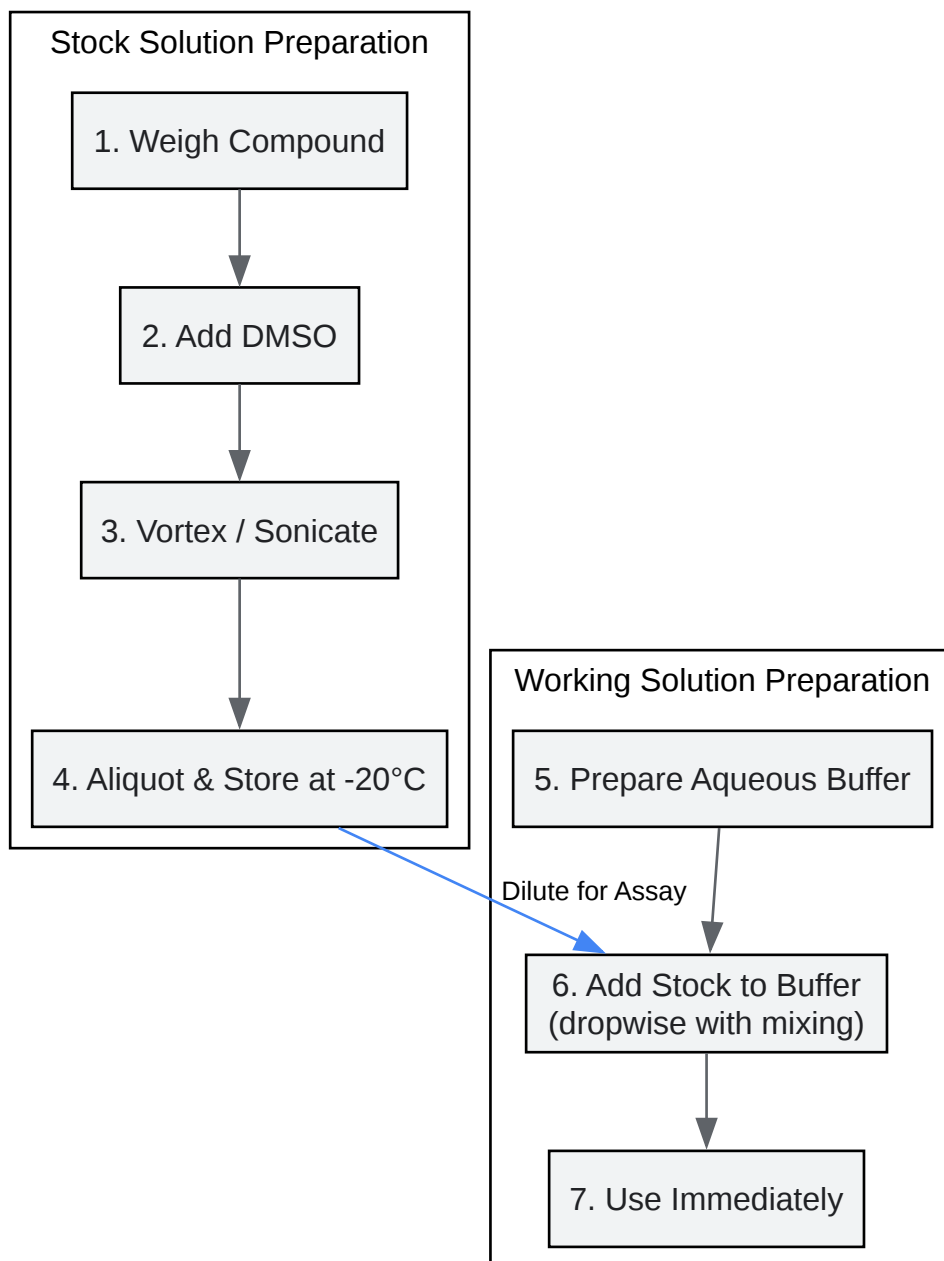 Stock Solution Preparation
1. Weigh Compound
2. Add DMSO
3. Vortex / Sonicate
4. Aliquot & Store at -20°C
Working Solution Preparation
5. Prepare Aqueous Buffer
Dilute for Assay
6. Add Stock to Buffer
(dropwise with mixing)
7. Use Immediately